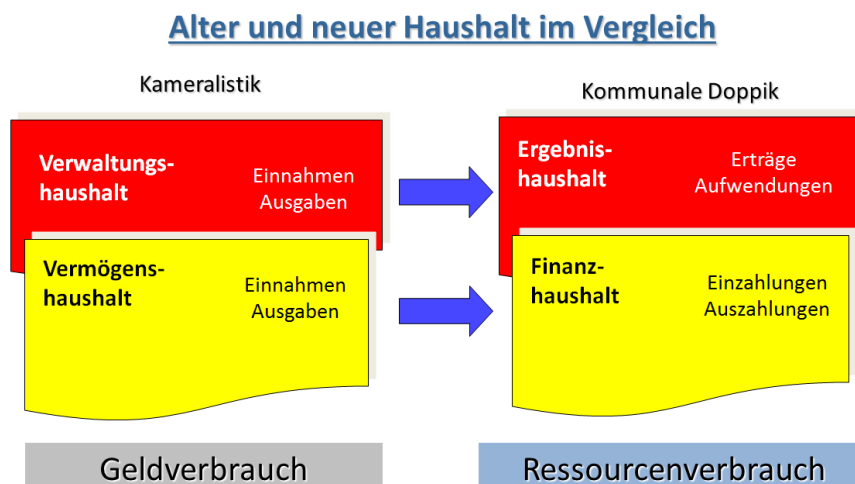 Alter und neuer Haushalt im Vergleich
Kameralistik
Verwaltungs-
haushalt
Einnahmen
Ausgaben
Vermögens-
haushalt
Einnahmen
Ausgaben
Geldverbrauch
Kommunale Doppik
Ergebnis-
haushalt
Erträge
Aufwendungen
Finanz-
haushalt
Einzahlungen
Auszahlungen
Ressourcenverbrauch